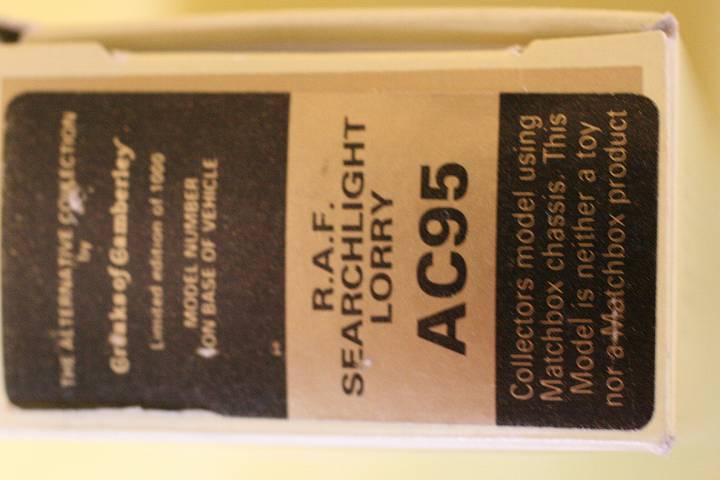 THE ALTERNATIVE COLLECTION
by
Griffiks of Camberley
Limited edition of 1000
MODEL NUMBER
ON BASE OF VEHICLE
R.A.F.
SEARCHLIGHT
LORRY
AC95
Collectors model using
Matchbox chassis. This
Model is neither a toy
nor a Matchbox product